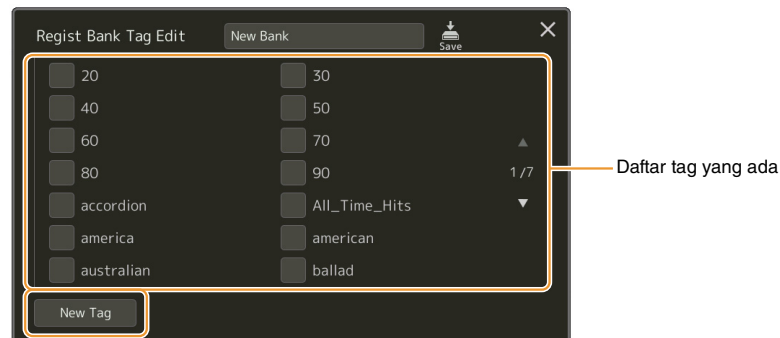 Regist Bank Tag Edit New Bank Save
20 30
40 50
60 70
80 90 1/7 Daftar tag yang ada
accordion All_Time_Hits
america american
australian ballad
New Tag